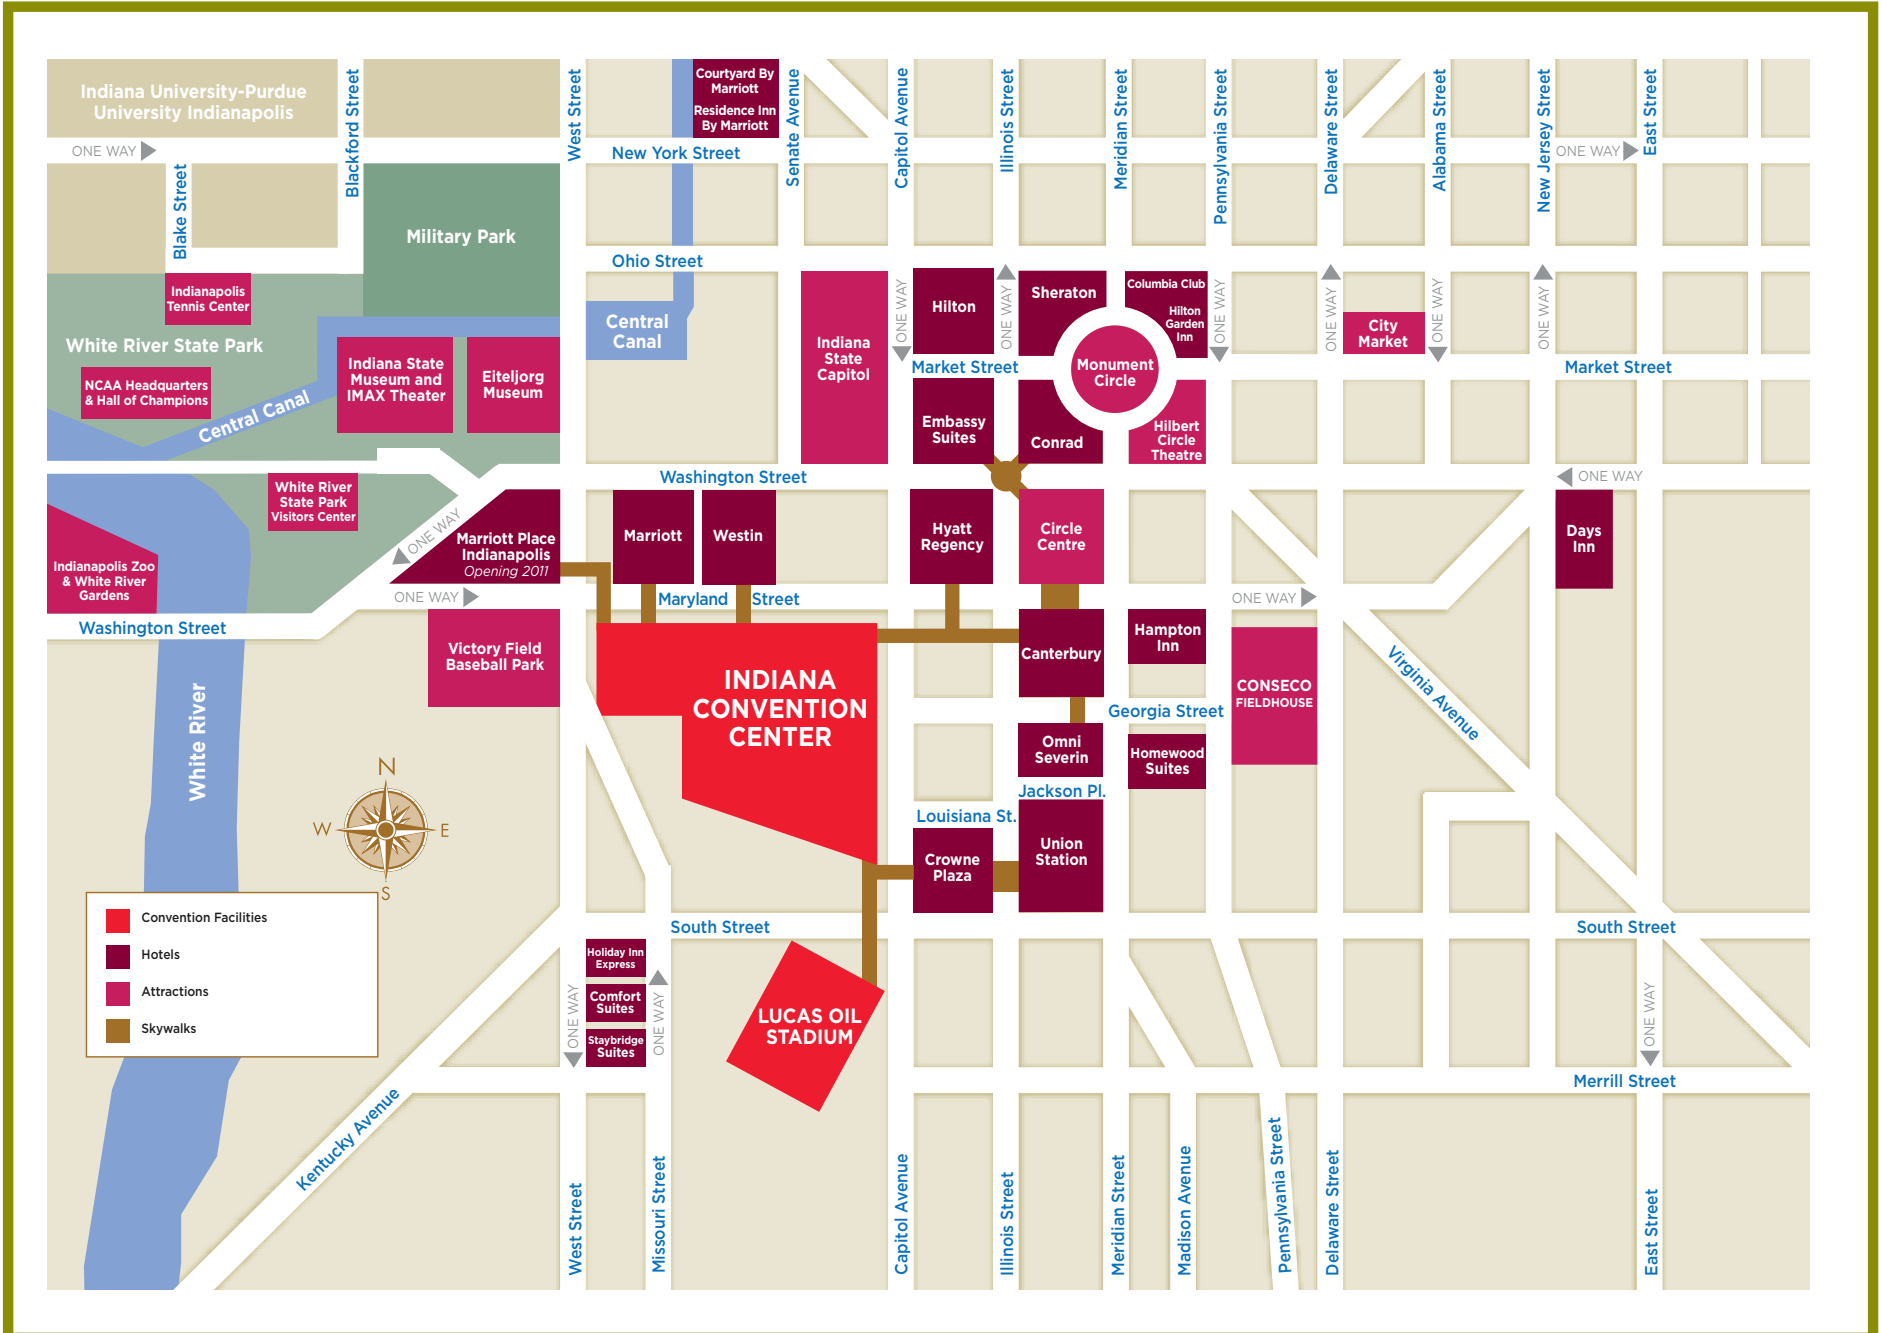 Indiana University-Purdue
University Indianapolis
Blackford Street
West Street
Courtyard By
Marriott
Residence Inn
By Marriott
Senate Avenue
Capitol Avenue
Illinois Street
Meridian Street
Pennsylvania Street
Delaware Street
Alabama Street
New Jersey Street
East Street
ONE WAY
New York Street
ONE WAY
Blake Street
Military Park
Ohio Street
Indianapolis
Tennis Center
White River State Park
NCAA Headquarters
& Hall of Champions
Central Canal
Indiana State
Museum and
IMAX Theater
Eiteljorg
Museum
Central
Canal
Indiana
State
Capitol
ONE WAY
Hilton
ONE WAY
Sheraton
Columbia Club
Hilton
Garden
Inn
ONE WAY
ONE WAY
City
Market
ONE WAY
ONE WAY
Market Street
Monument
Circle
Market Street
Embassy
Suites
Conrad
Hilbert
Circle
Theatre
Washington Street
ONE WAY
White River
State Park
Visitors Center
ONE WAY
Marriott Place
Indianapolis
Opening 2011
Marriott
Westin
Hyatt
Regency
Circle
Centre
Days
Inn
Indianapolis Zoo
& White River
Gardens
ONE WAY
Maryland Street
ONE WAY
Washington Street
Victory Field
Baseball Park
INDIANA
CONVENTION
CENTER
Canterbury
Hampton
Inn
CONSECO
FIELDHOUSE
Virginia Avenue
Georgia Street
White River
Omni
Severin
Homewood
Suites
Jackson Pl.
Louisiana St.
Crowne
Plaza
Union
Station
N
W
E
S
Convention Facilities
Hotels
Attractions
Skywalks
South Street
South Street
Holiday Inn
Express
Comfort
Suites
Staybridge
Suites
ONE WAY
ONE WAY
LUCAS OIL
STADIUM
ONE WAY
Merrill Street
Kentucky Avenue
West Street
Missouri Street
Capitol Avenue
Illinois Street
Meridian Street
Madison Avenue
Pennsylvania Street
Delaware Street
East Street